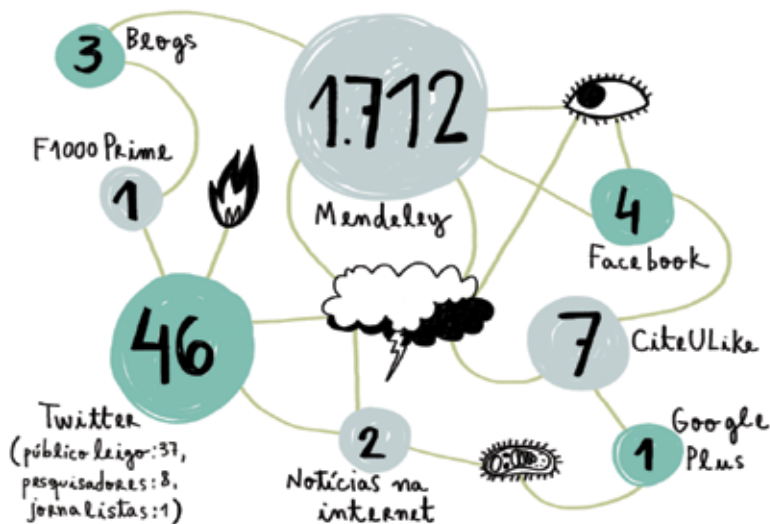 3 Blogs
1.712
Mendeley
F1000 Prime
1
4
Facebook
46
Twitter
(público leigo: 37,
pesquisadores: 8,
jornalistas: 1)
7 CiteULike
2
Notícias na
internet
1 Google
Plus